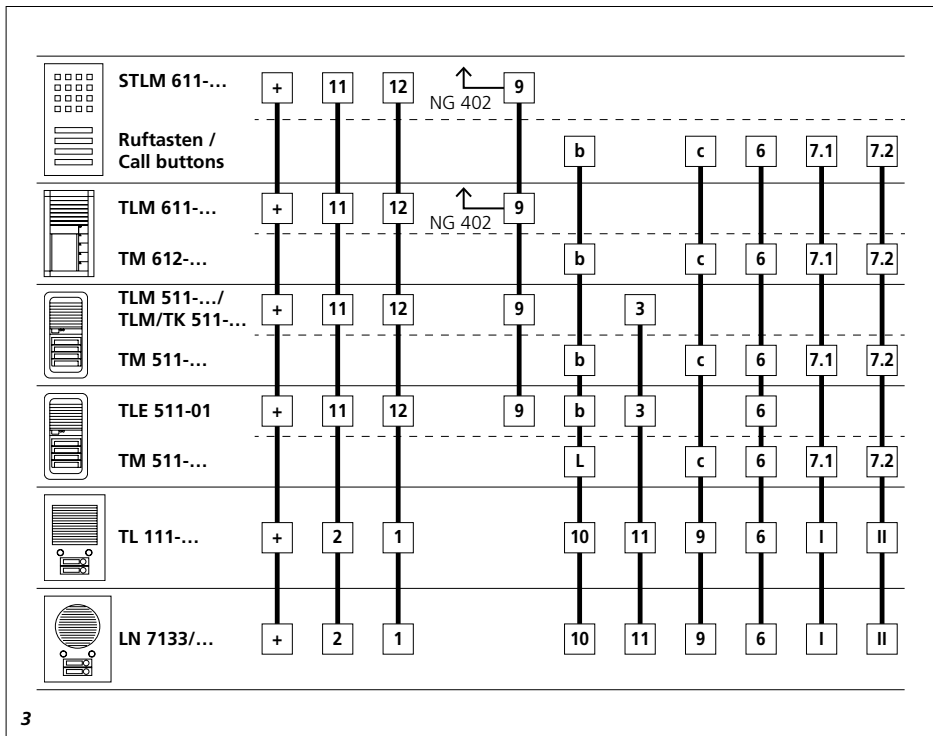 STLM 611-… + 11 12 9
NG 402
Ruftasten /
Call buttons b c 6 7.1 7.2
TLM 611-… + 11 12 9
NG 402
TM 612-… b c 6 7.1 7.2
TLM 511-…/
TLM/TK 511-… + 11 12 9 3
TM 511-… b c 6 7.1 7.2
TLE 511-01 + 11 12 9 b 3 6
TM 511-… L c 6 7.1 7.2
TL 111-… + 2 1 10 11 9 6 I II
LN 7133/… + 2 1 10 11 9 6 I II
3